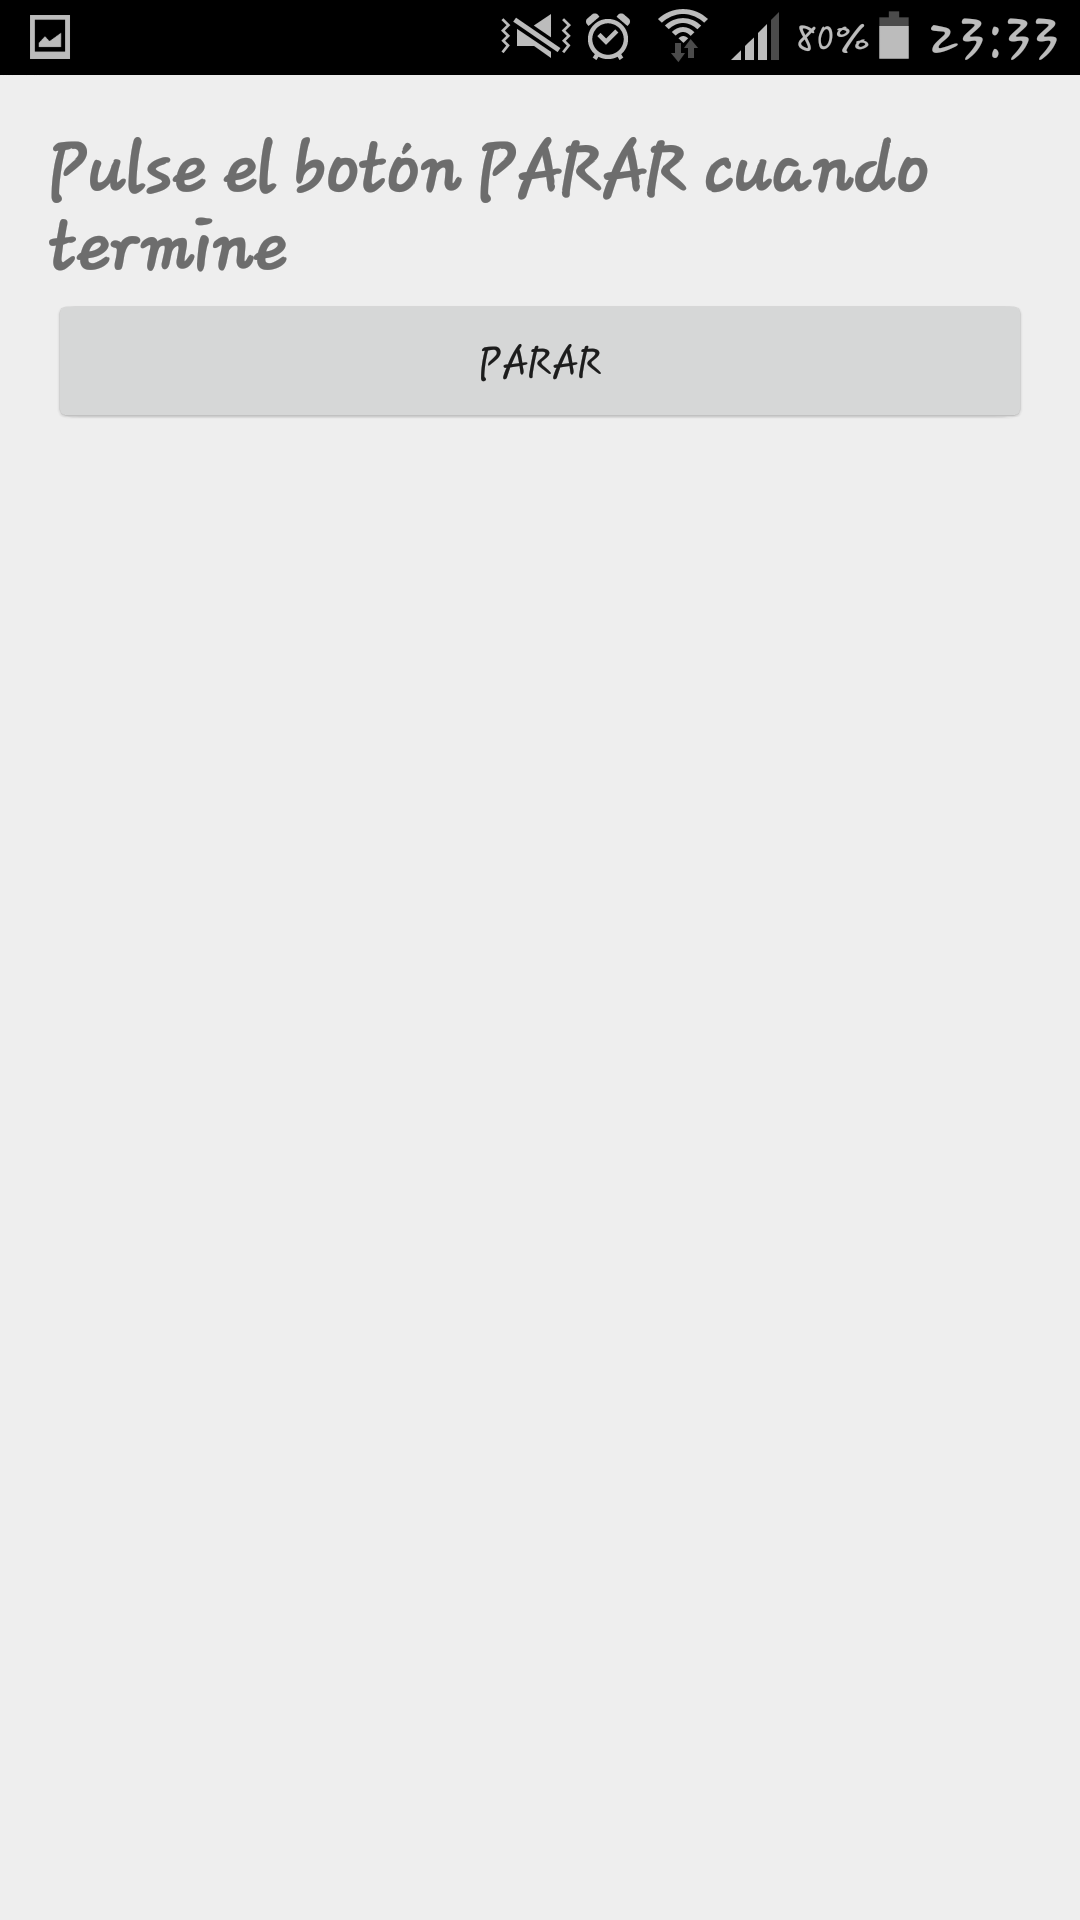 80% 23:33
Pulse el botón PARAR cuando
termine
PARAR